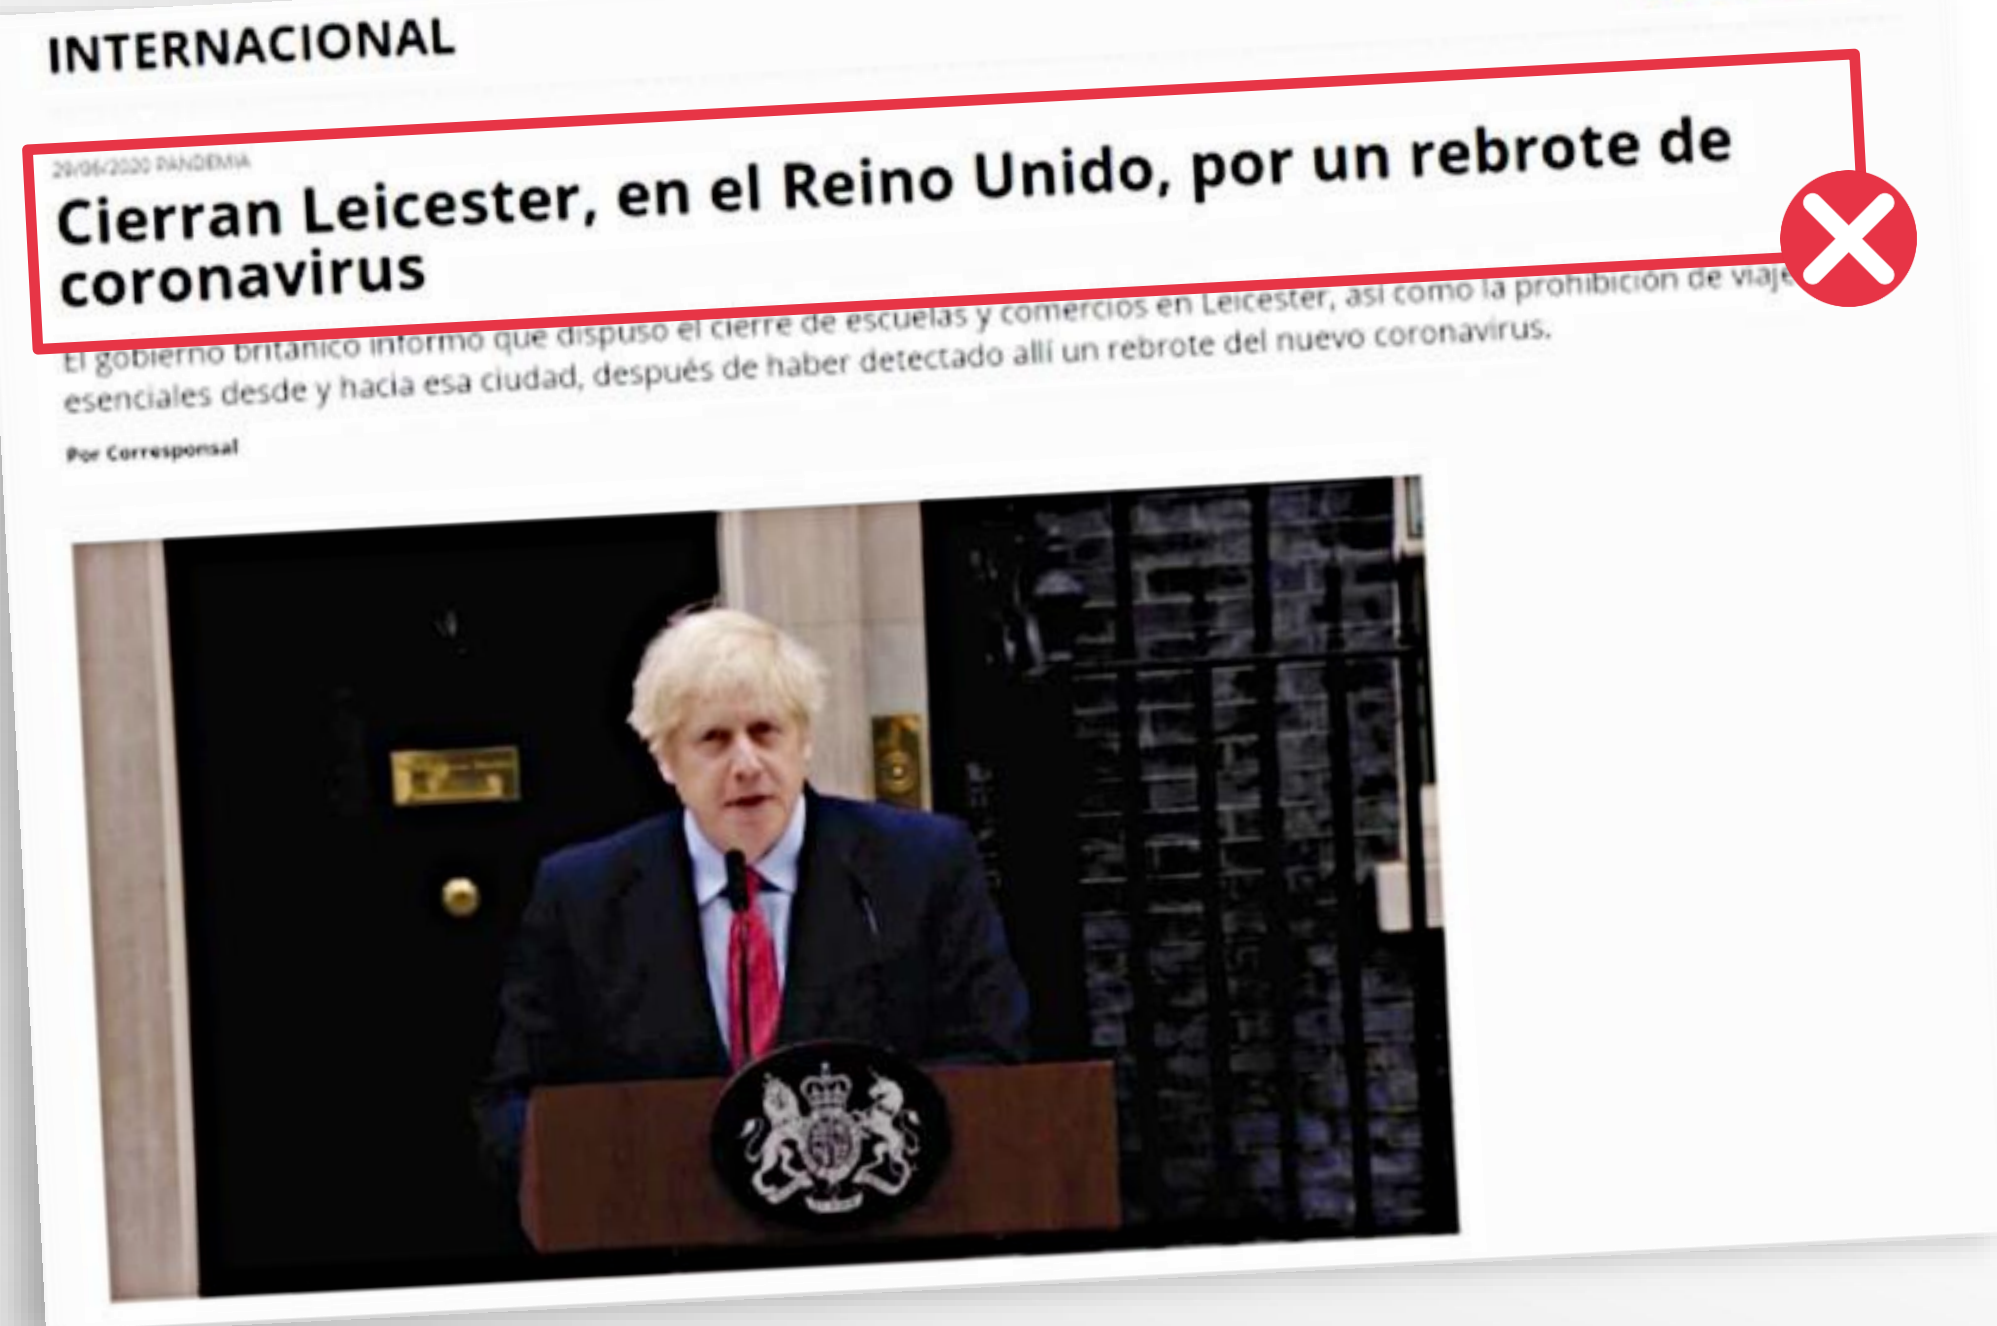 INTERNACIONAL
29/06/2020 PANDEMIA
Cierran Leicester, en el Reino Unido, por un rebrote de
coronavirus
El gobierno británico informó que dispuso el cierre de escuelas y comercios en Leicester, así como la prohibición de viaje
esenciales desde y hacia esa ciudad, después de haber detectado allí un rebrote del nuevo coronavirus.
Por Corresponsal